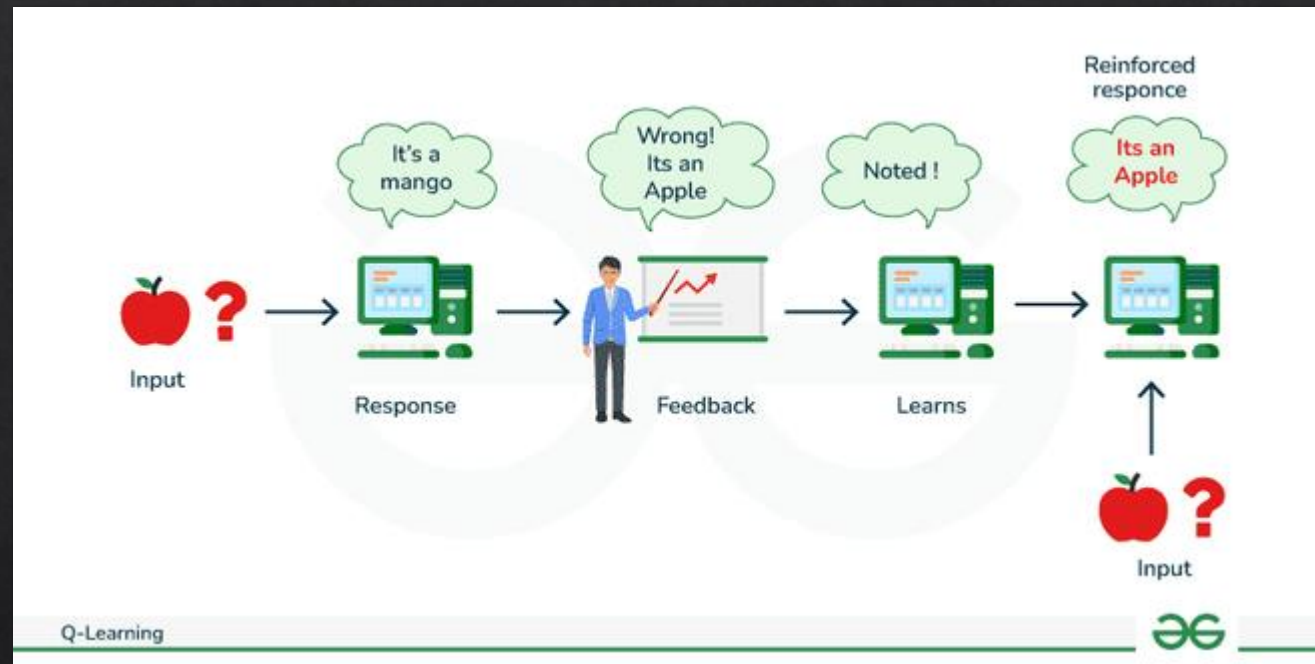 Reinforced
responce
It's a
mango
Wrong!
Its an
Apple
Noted !
Its an
Apple
?
Input
Response
Feedback
Learns
?
Input
Q-Learning